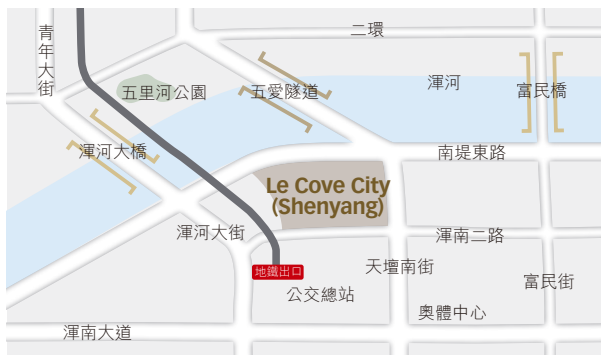 二環
青年大街
五里河公園
五愛隧道
渾河
富民橋
渾河大橋
南堤東路
Le Cove City
(Shenyang)
渾河大街
渾南二路
地鐵出口
天壇南街
富民街
公交總站
奧體中心
渾南大道